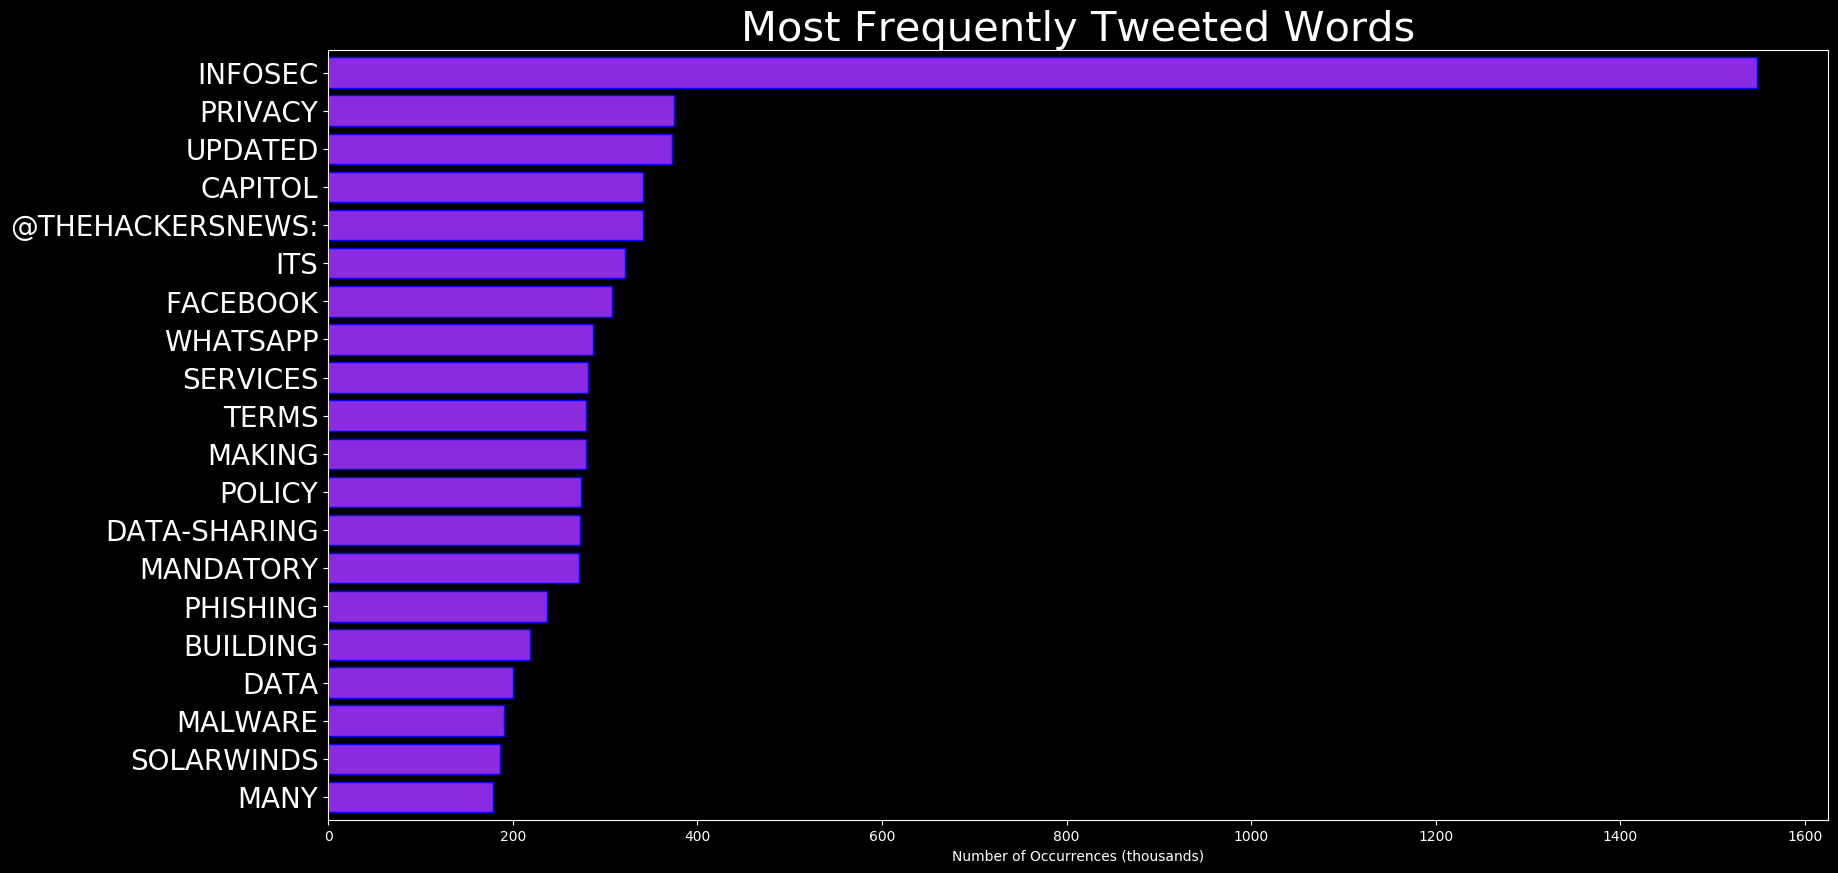 Most Frequently Tweeted Words
INFOSEC
PRIVACY
UPDATED
CAPITOL
@THEHACKERSNEWS:
ITS
FACEBOOK
WHATSAPP
SERVICES
TERMS
MAKING
POLICY
DATA-SHARING
MANDATORY
PHISHING
BUILDING
DATA
MALWARE
SOLARWINDS
MANY
0 200 400 600 800 1000 1200 1400 1600
Number of Occurrences (thousands)